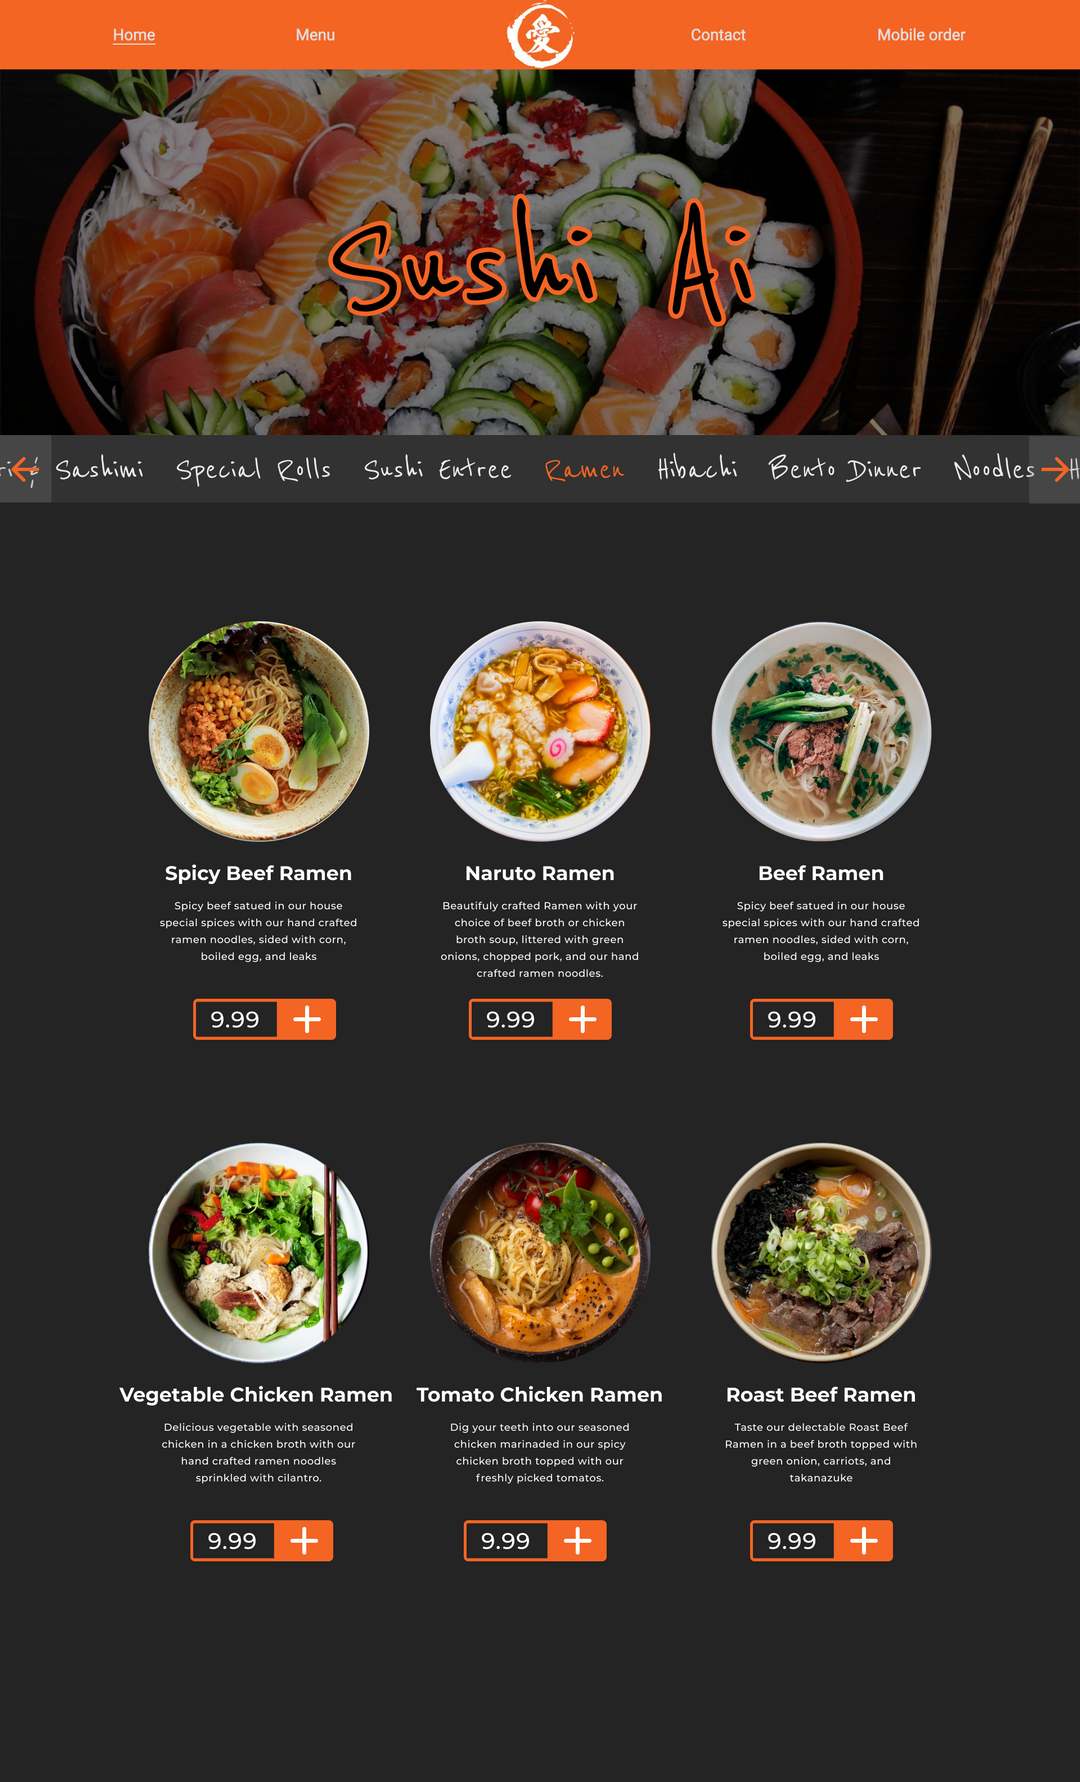 Home
Menu
愛
Contact
Mobile order
Sushi Ai
Sashimi
Special Rolls
Sushi Entree
Ramen
Hibachi
Bento Dinner
Noodles
H
Spicy Beef Ramen
Spicy beef satued in our house
special spices with our hand crafted
ramen noodles, sided with corn,
boiled egg, and leaks
9.99
Naruto Ramen
Beautifuly crafted Ramen with your
choice of beef broth or chicken
broth soup, littered with green
onions, chopped pork, and our hand
crafted ramen noodles.
9.99
Beef Ramen
Spicy beef satued in our house
special spices with our hand crafted
ramen noodles, sided with corn,
boiled egg, and leaks
9.99
Vegetable Chicken Ramen
Delicious vegetable with seasoned
chicken in a chicken broth with our
hand crafted ramen noodles
sprinkled with cilantro.
9.99
Tomato Chicken Ramen
Dig your teeth into our seasoned
chicken marinaded in our spicy
chicken broth topped with our
freshly picked tomatos.
9.99
Roast Beef Ramen
Taste our delectable Roast Beef
Ramen in a beef broth topped with
green onion, carriots, and
takanazuke
9.99